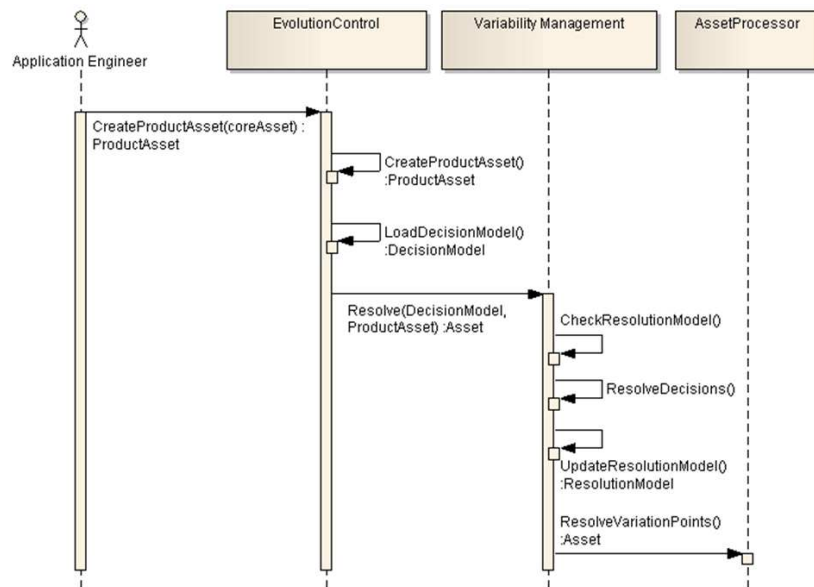 EvolutionControl
Variability Management
AssetProcessor
Application Engineer
CreateProductAsset(coreAsset) :
ProductAsset
CreateProductAsset()
:ProductAsset
LoadDecisionModel()
:DecisionModel
Resolve(DecisionModel,
ProductAsset) :Asset
CheckResolutionModel()
ResolveDecisions()
UpdateResolutionModel()
:ResolutionModel
ResolveVariationPoints()
:Asset